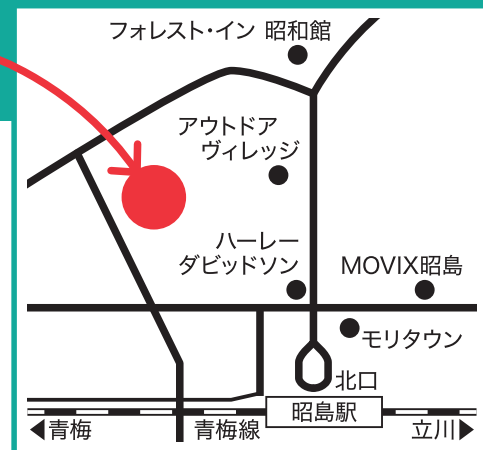 フォレスト・イン 昭和館
アウトドア
ヴィレッジ
ハーレー
ダビッドソン
MOVIX昭島
モリタウン
北口
昭島駅
青梅
青梅線
立川